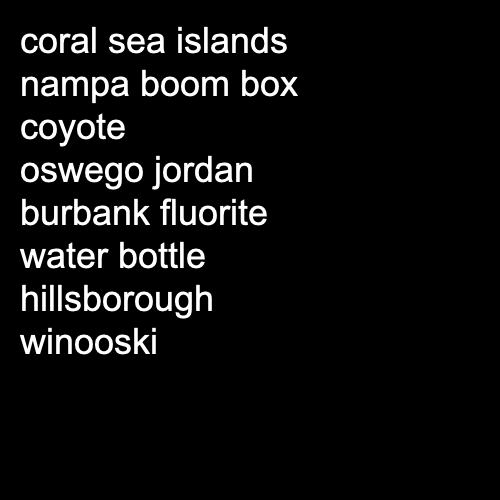 coral sea islands
nampa boom box
coyote
oswego jordan
burbank fluorite
water bottle
hillsborough
winooski